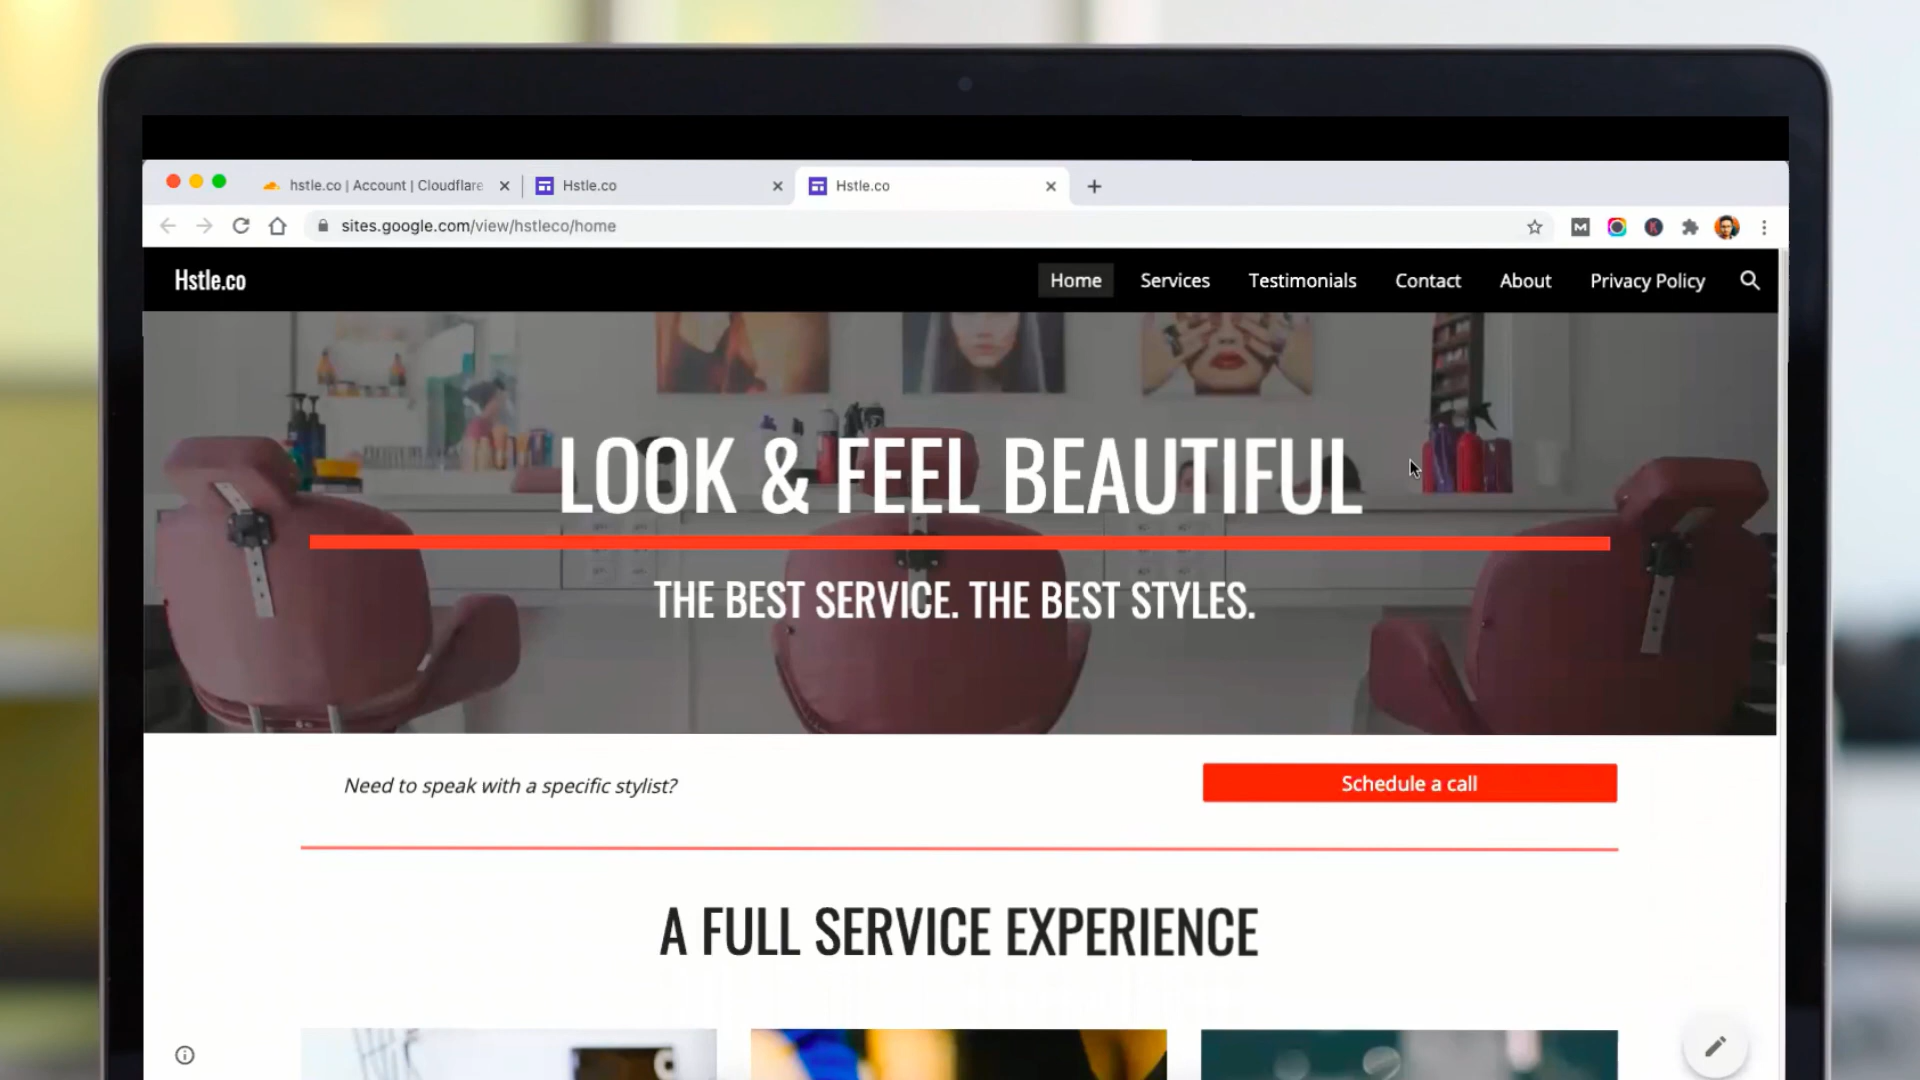 hstle.co | Account | Cloudflare
Hstle.co
Hstle.co
sites.google.com/view/hstleco/home
Hstle.co
Home
Services
Testimonials
Contact
About
Privacy Policy
LOOK & FEEL BEAUTIFUL
THE BEST SERVICE. THE BEST STYLES.
Need to speak with a specific stylist?
Schedule a call
A FULL SERVICE EXPERIENCE